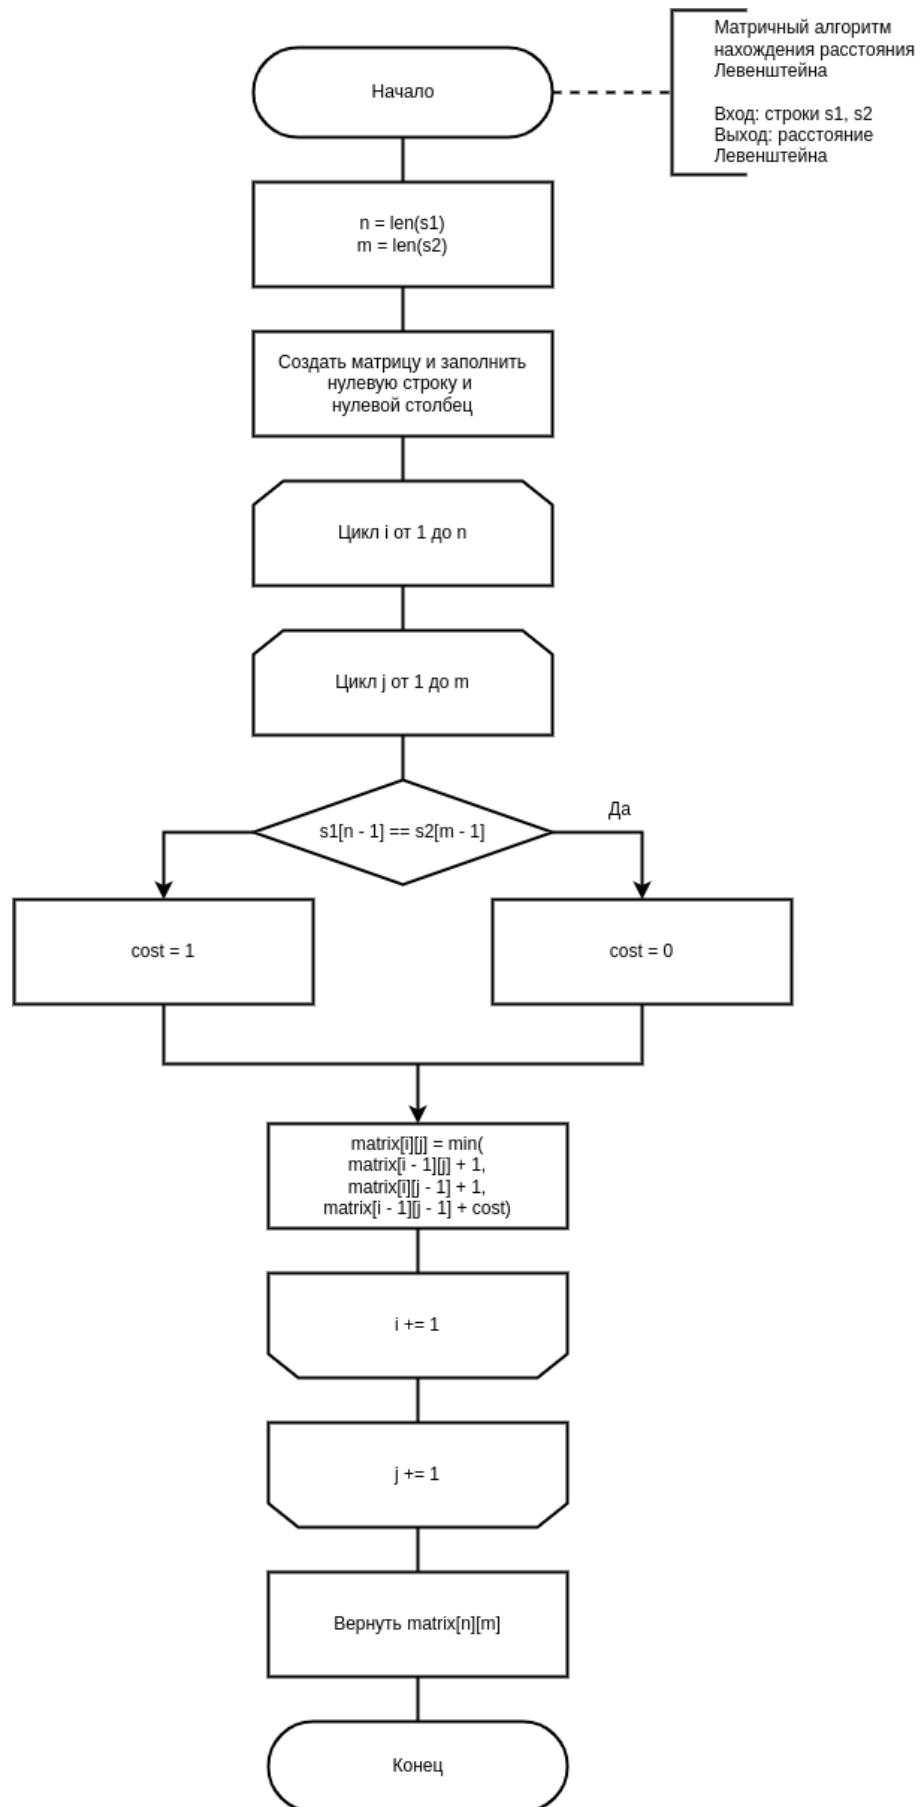 Начало
Матричный алгоритм
нахождения расстояния
Левенштейна
Вход: строки s1, s2
Выход: расстояние
Левенштейна
n = len(s1)
m = len(s2)
Создать матрицу и заполнить
нулевую строку и
нулевой столбец
Цикл i от 1 до n
Цикл j от 1 до m
s1[n - 1] == s2[m - 1]
Да
cost = 1
cost = 0
matrix[i][j] = min(
matrix[i - 1][j] + 1,
matrix[i][j - 1] + 1,
matrix[i - 1][j - 1] + cost)
i += 1
j += 1
Вернуть matrix[n][m]
Конец